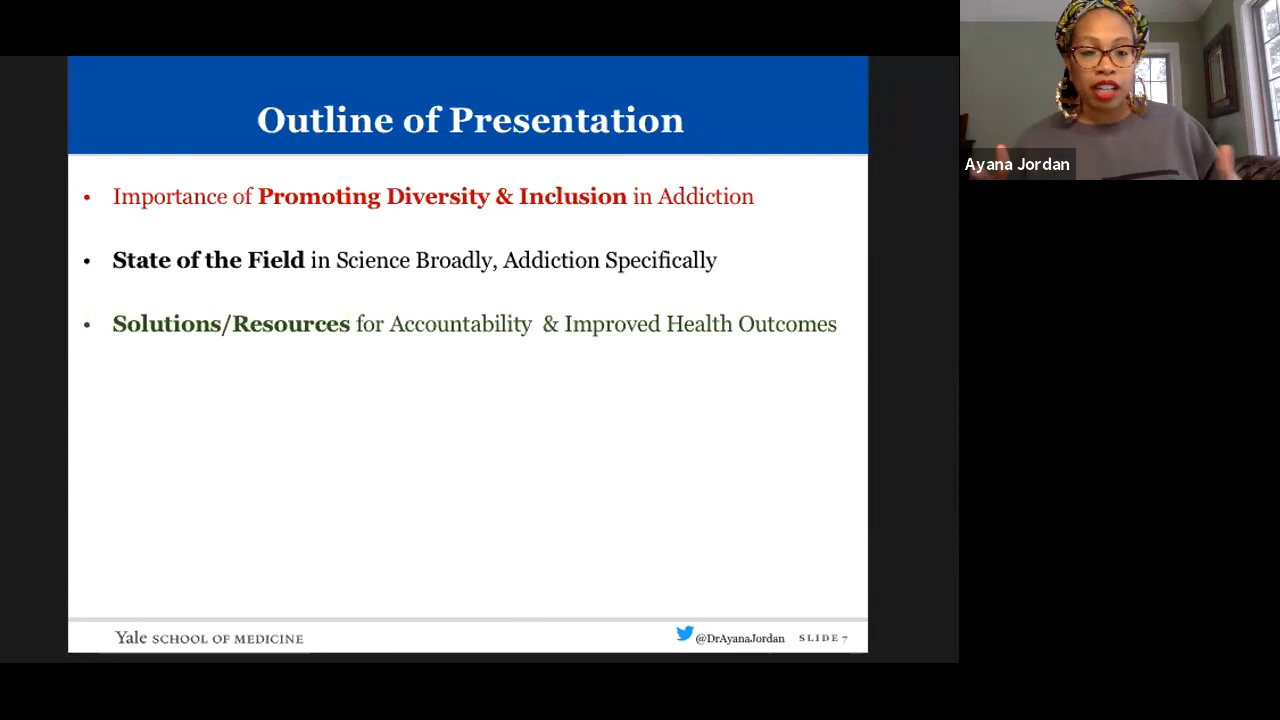 Outline of Presentation
• Importance of Promoting Diversity & Inclusion in Addiction
• State of the Field in Science Broadly, Addiction Specifically
• Solutions/Resources for Accountability & Improved Health Outcomes
Yale SCHOOL OF MEDICINE
@DrAyanaJordan SLIDE 7
Ayana Jordan